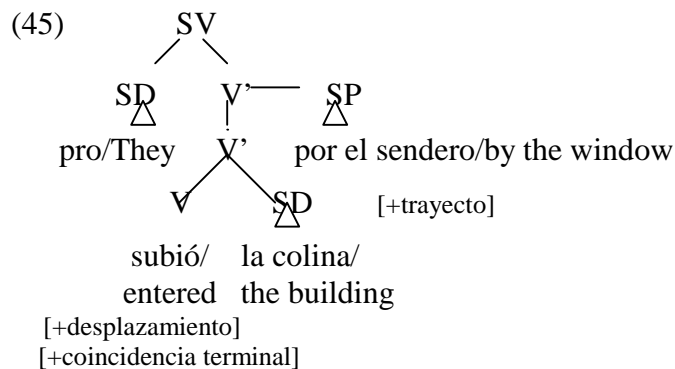 (45) SV
SD V’ SP
pro/They V’ por el sendero/by the window
V SD [+trayecto]
subió/ la colina/
entered the building
[+desplazamiento]
[+coincidencia terminal]